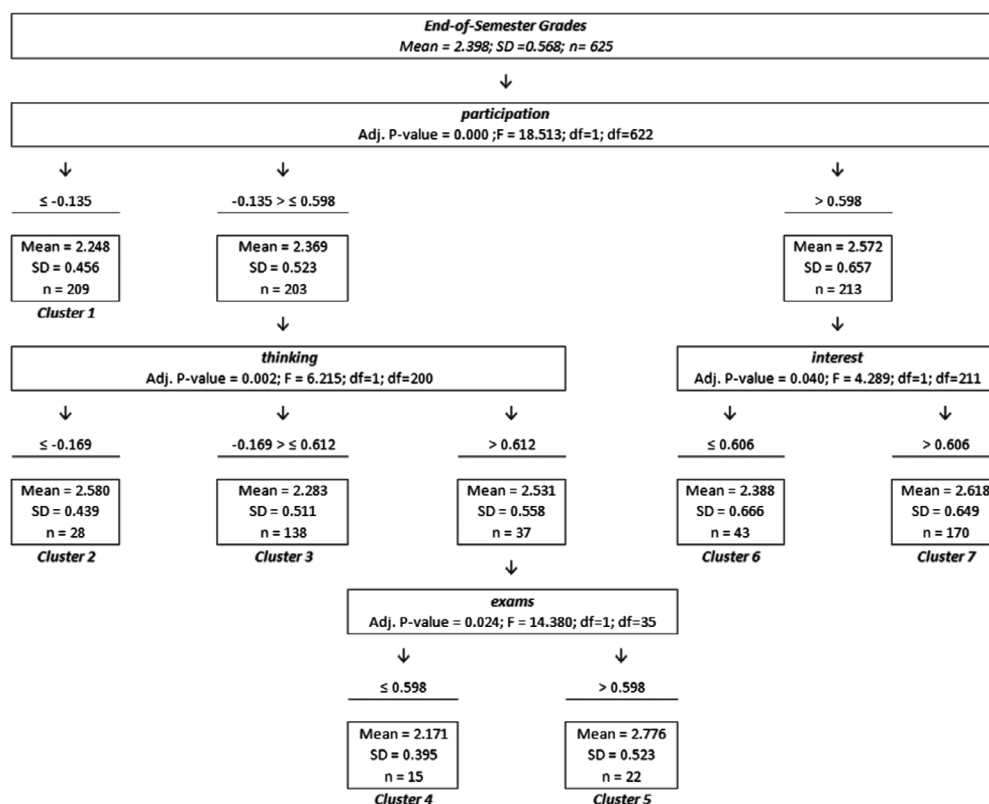 End-of-Semester Grades
Mean = 2.398; SD =0.568; n= 625
participation
Adj. P-value = 0.000 ;F = 18.513; df=1; df=622
≤ -0.135
-0.135 > ≤ 0.598
> 0.598
Mean = 2.248
SD = 0.456
n = 209
Cluster 1
Mean = 2.369
SD = 0.523
n = 203
Mean = 2.572
SD = 0.657
n = 213
thinking
Adj. P-value = 0.002; F = 6.215; df=1; df=200
interest
Adj. P-value = 0.040; F = 4.289; df=1; df=211
≤ -0.169
-0.169 > ≤ 0.612
> 0.612
≤ 0.606
> 0.606
Mean = 2.580
SD = 0.439
n = 28
Cluster 2
Mean = 2.283
SD = 0.511
n = 138
Cluster 3
Mean = 2.531
SD = 0.558
n = 37
Mean = 2.388
SD = 0.666
n = 43
Cluster 6
Mean = 2.618
SD = 0.649
n = 170
Cluster 7
exams
Adj. P-value = 0.024; F = 14.380; df=1; df=35
≤ 0.598
> 0.598
Mean = 2.171
SD = 0.395
n = 15
Cluster 4
Mean = 2.776
SD = 0.523
n = 22
Cluster 5